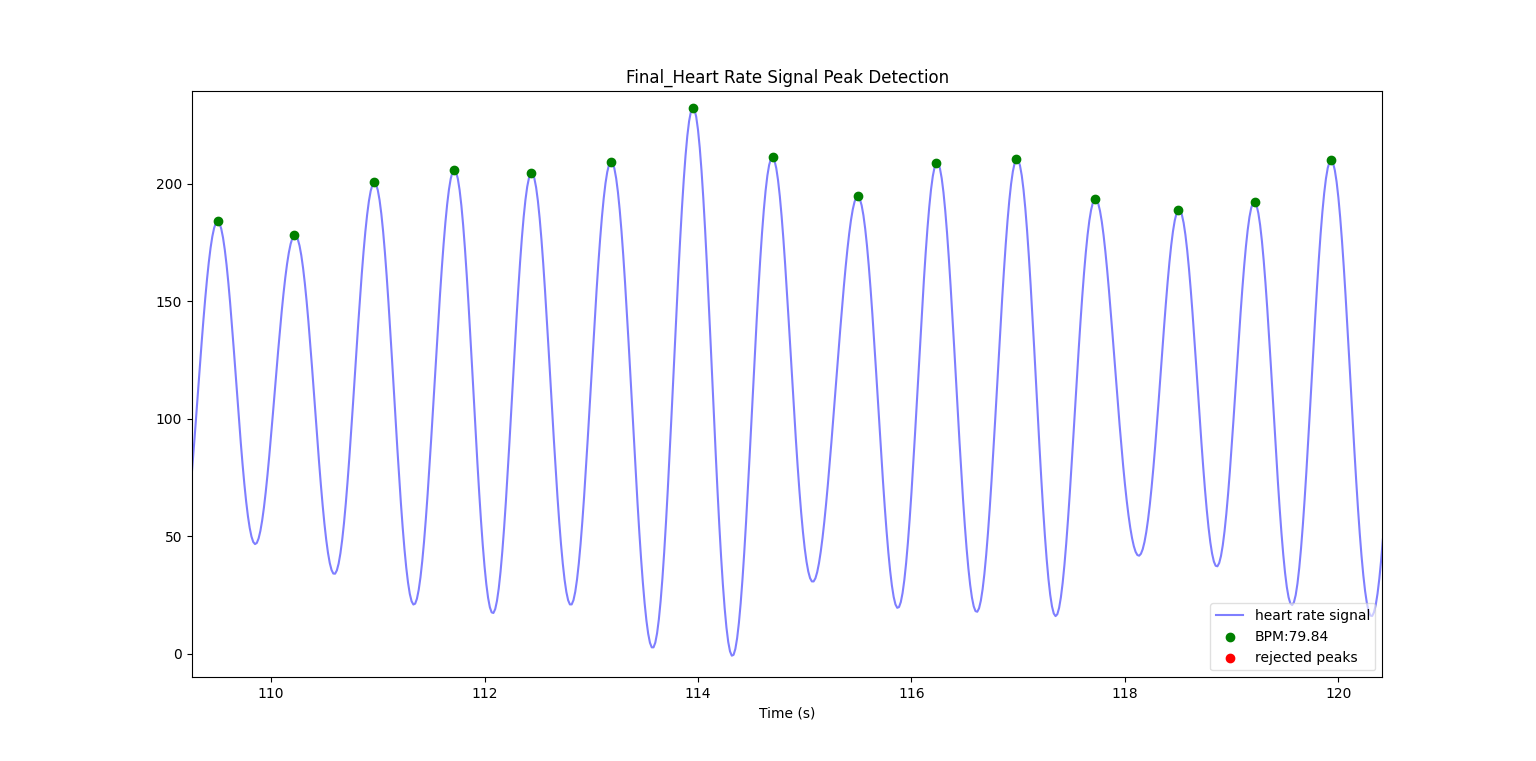 Final_Heart Rate Signal Peak Detection
200
150
100
50
0
heart rate signal
BPM:79.84
rejected peaks
110 112 114 116 118 120
Time (s)